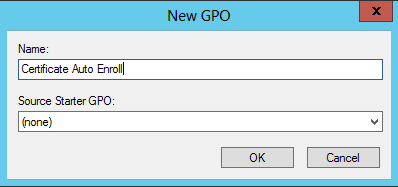 New GPO
x
Name:
Certificate Auto Enroll
Source Starter GPO:
(none)
OK Cancel